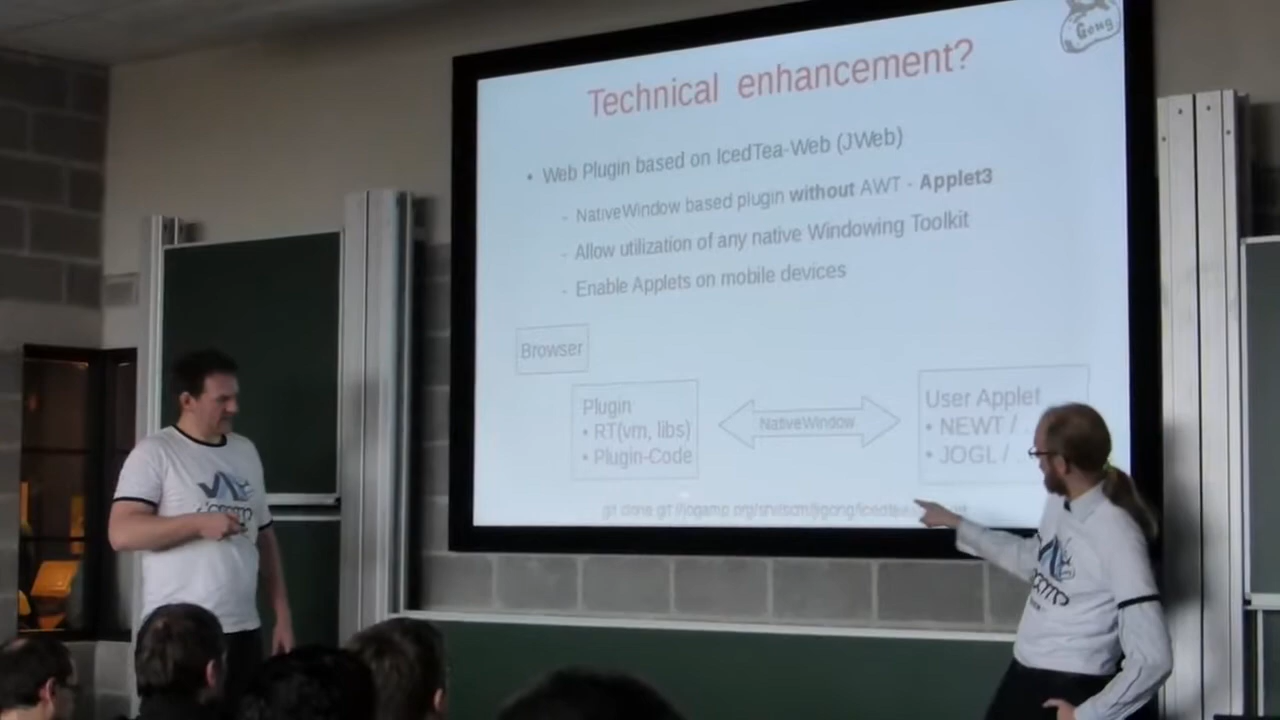 Gong
Technical enhancement?
• Web Plugin based on IcedTea-Web (JWeb)
- NativeWindow based plugin without AWT - Applet3
- Allow utilization of any native Windowing Toolkit
- Enable Applets on mobile devices
Browser
Plugin
• RT(vm, libs)
• Plugin-Code
NativeWindow
User Applet
• NEWT /
• JOGL /
git clone